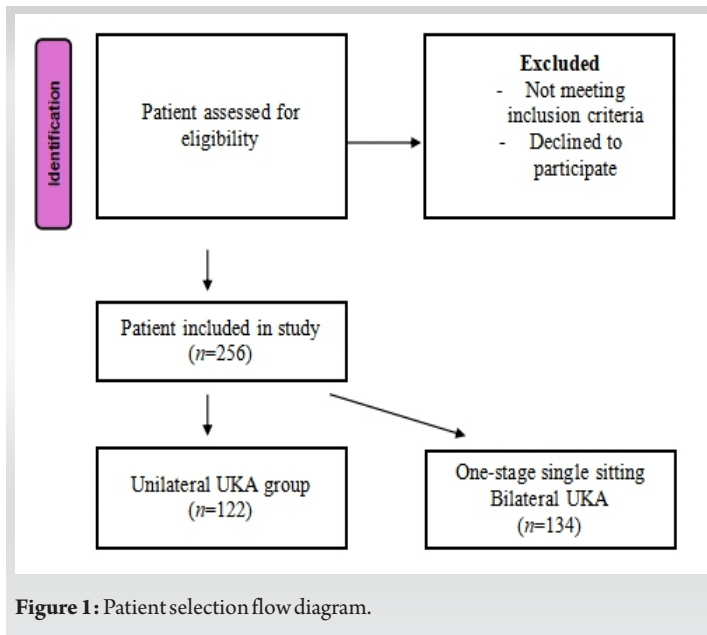 Identification
Patient assessed for
eligibility
Excluded
- Not meeting
inclusion criteria
- Declined to
participate
Patient included in study
(n=256)
Unilateral UKA group
(n=122)
One-stage single sitting
Bilateral UKA
(n=134)
Figure 1: Patient selection flow diagram.